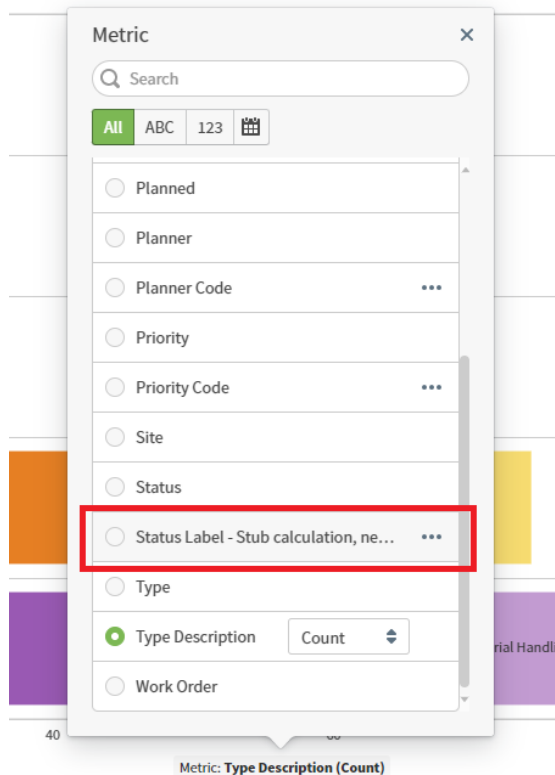 Metric
Search
All ABC 123
Planned
Planner
Planner Code
Priority
Priority Code
Site
Status
Status Label - Stub calculation, ne...
Type
Type Description Count
rial Handli
Work Order
40
Metric: Type Description (Count)